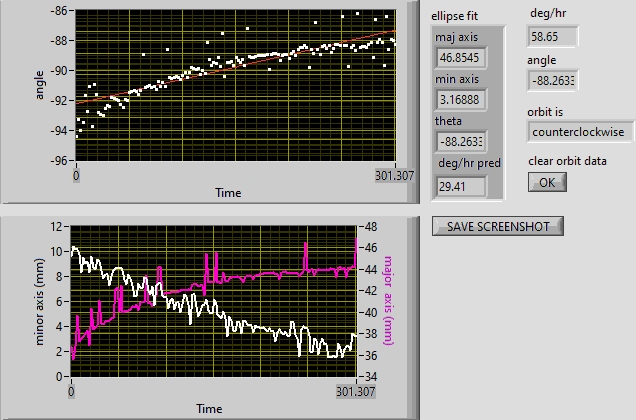 -86
-88
-90
-92
-94
-96
angle
0
301.307
Time
ellipse fit
maj axis
46.8545
min axis
3.16888
theta
-88.263
deg/hr pred
29.41
deg/hr
58.65
angle
-88.263
orbit is
counterclockwise
clear orbit data
OK
SAVE SCREENSHOT
12
10
8
6
4
2
0
minor axis (mm)
48
46
44
42
40
38
36
34
major axis (mm)
0
301.307
Time